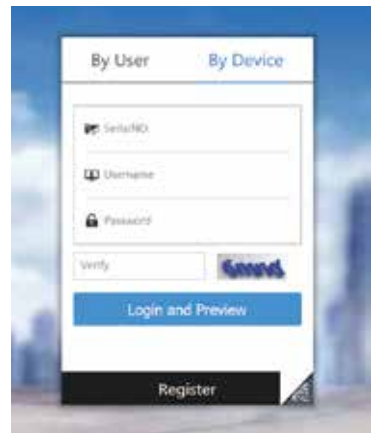 By User By Device
SerialNO.
Username
Password
Verify
Login and Preview
Register